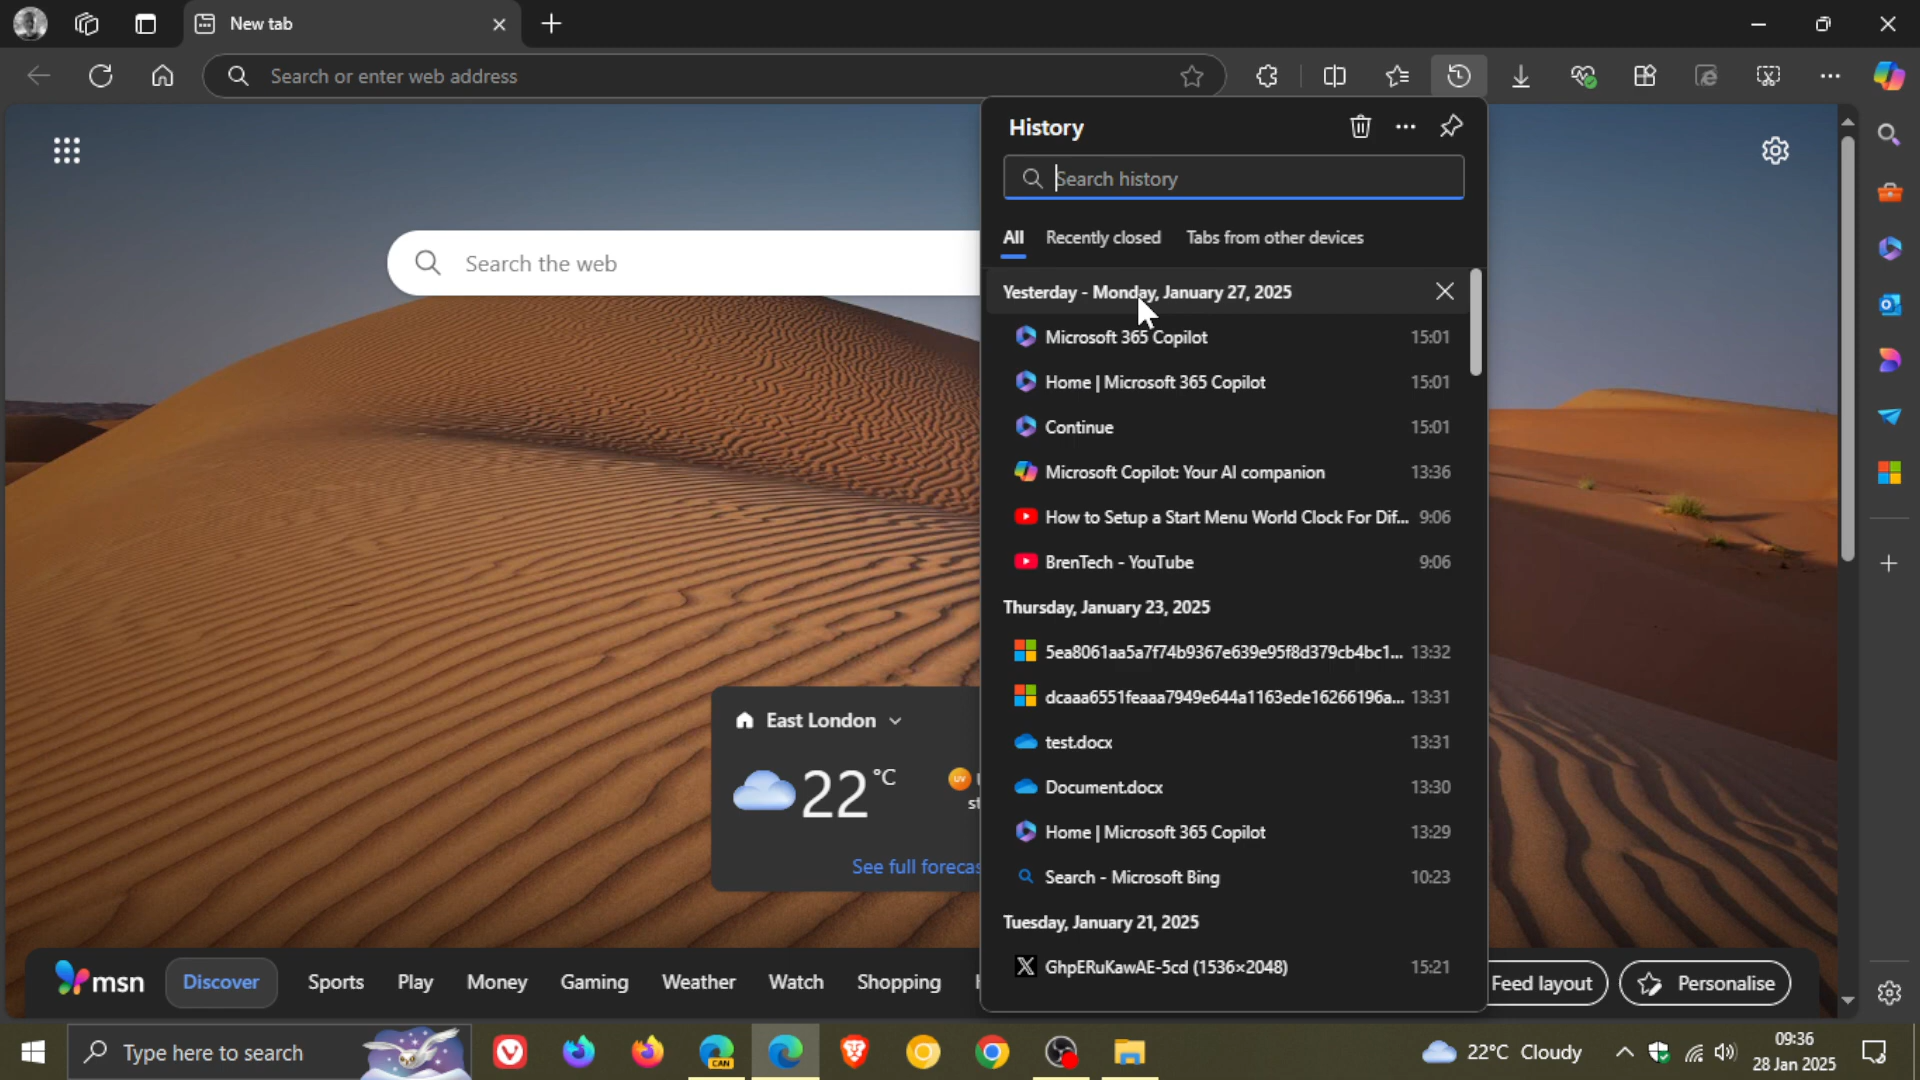 New tab
Search or enter web address
History
Search history
All Recently closed Tabs from other devices
Search the web
Yesterday - Monday, January 27, 2025
Microsoft 365 Copilot 15:01
Home | Microsoft 365 Copilot 15:01
Continue 15:01
Microsoft Copilot: Your AI companion 13:36
How to Setup a Start Menu World Clock For Dif... 9:06
BrenTech - YouTube 9:06
Thursday, January 23, 2025
5ea8061aa5a7f74b9367e639e95f8d379cb4bc1... 13:32
dcaaa6551feaaa7949e644a1163ede16266196a... 13:31
test.docx 13:31
Document.docx 13:30
Home | Microsoft 365 Copilot 13:29
Search - Microsoft Bing 10:23
Tuesday, January 21, 2025
GhpERuKawAE-5cd (1536×2048) 15:21
East London
22 °C
UV
See full forecas
msn Discover Sports Play Money Gaming Weather Watch Shopping Feed layout Personalise
Type here to search
CAN
22°C Cloudy
09:36
28 Jan 2025